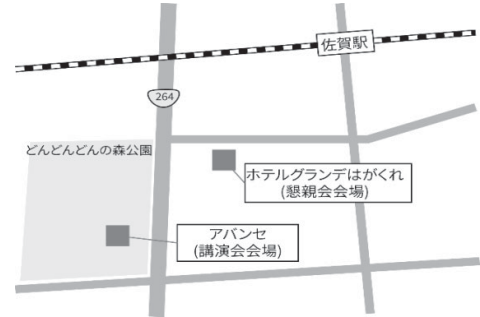 佐賀駅
264
どんどんどんの森公園
ホテルグランデはがくれ
(懇親会会場)
アバンセ
(講演会会場)